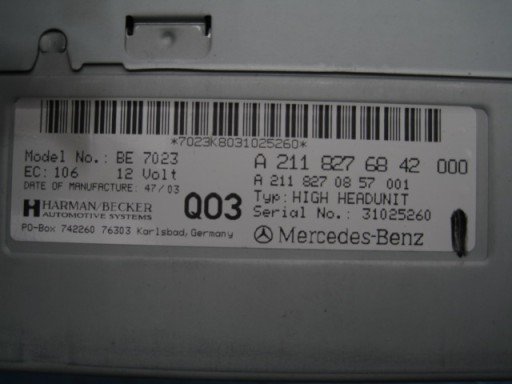 *7023K8031025260*
Model No.: BE 7023
EC: 106 12 Volt
DATE OF MANUFACTURE: 47/03
HARMAN/BECKER
AUTOMOTIVE SYSTEMS
PO-Box 742260 76303 Karlsbad, Germany
Q03
A 211 827 68 42 000
A 211 827 08 57 001
Typ: HIGH HEADUNIT
Serial No.: 31025260
Mercedes-Benz